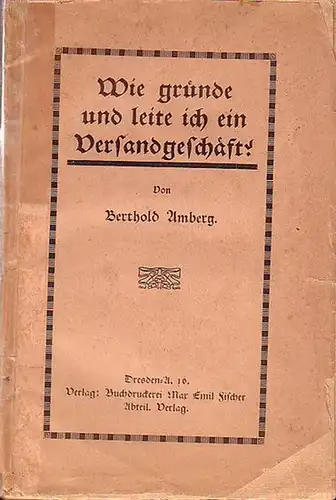 Wie gründe
und leite ich ein
Versandgeschäft?
Von
Berthold Amberg.
Dresden-A. 16.
Verlag: Buchdruckerei Max Emil Fischer
Abteil. Verlag.